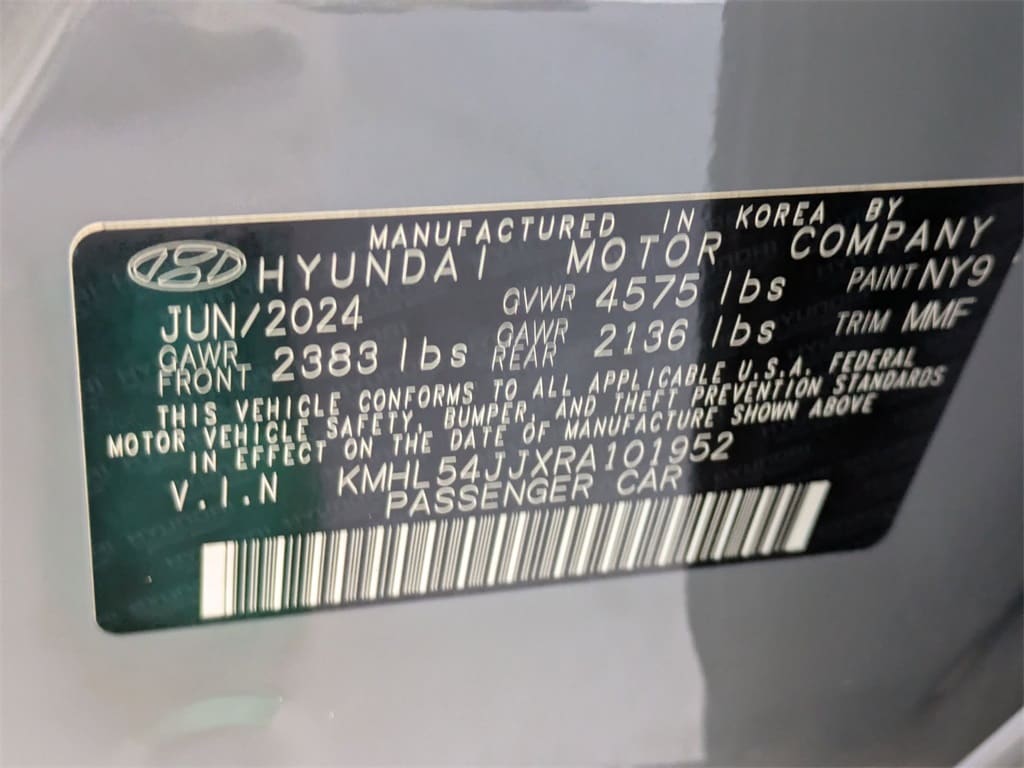 MANUFACTURED IN KOREA BY
HYUNDAI MOTOR COMPANY
JUN/2024 GVWR 4575 lbs PAINT NY9
GAWR FRONT 2383 lbs GAWR REAR 2136 lbs TRIM MMF
THIS VEHICLE CONFORMS TO ALL APPLICABLE U.S.A. FEDERAL
MOTOR VEHICLE SAFETY, BUMPER, AND THEFT PREVENTION STANDARDS
IN EFFECT ON THE DATE OF MANUFACTURE SHOWN ABOVE
V.I.N KMHL54JJXRA101952
PASSENGER CAR